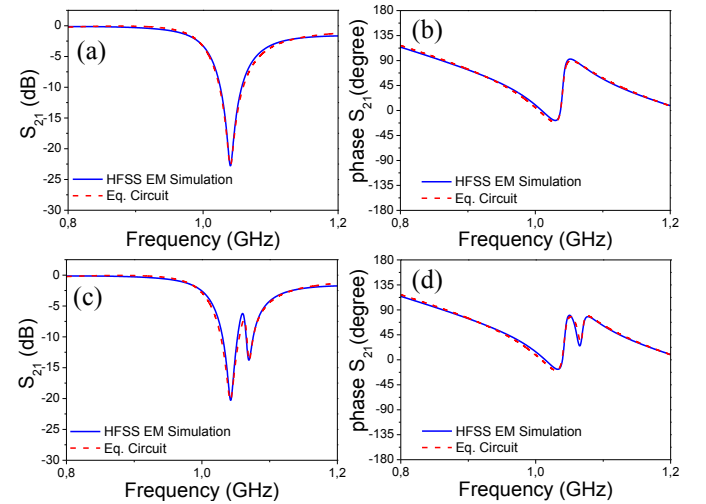 (a)
S21 (dB)
0
-5
-10
-15
-20
-25
-30
HFSS EM Simulation
Eq. Circuit
0,8
1,0
1,2
Frequency (GHz)
(b)
phase S21(degree)
180
135
90
45
0
-45
-90
-135
-180
HFSS EM Simulation
Eq. Circuit
0,8
1,0
1,2
Frequency (GHz)
(c)
S21 (dB)
0
-5
-10
-15
-20
-25
-30
HFSS EM Simulation
Eq. Circuit
0,8
1,0
1,2
Frequency (GHz)
(d)
phase S21(degree)
180
135
90
45
0
-45
-90
-135
-180
HFSS EM Simulation
Eq. Circuit
0,8
1,0
1,2
Frequency (GHz)